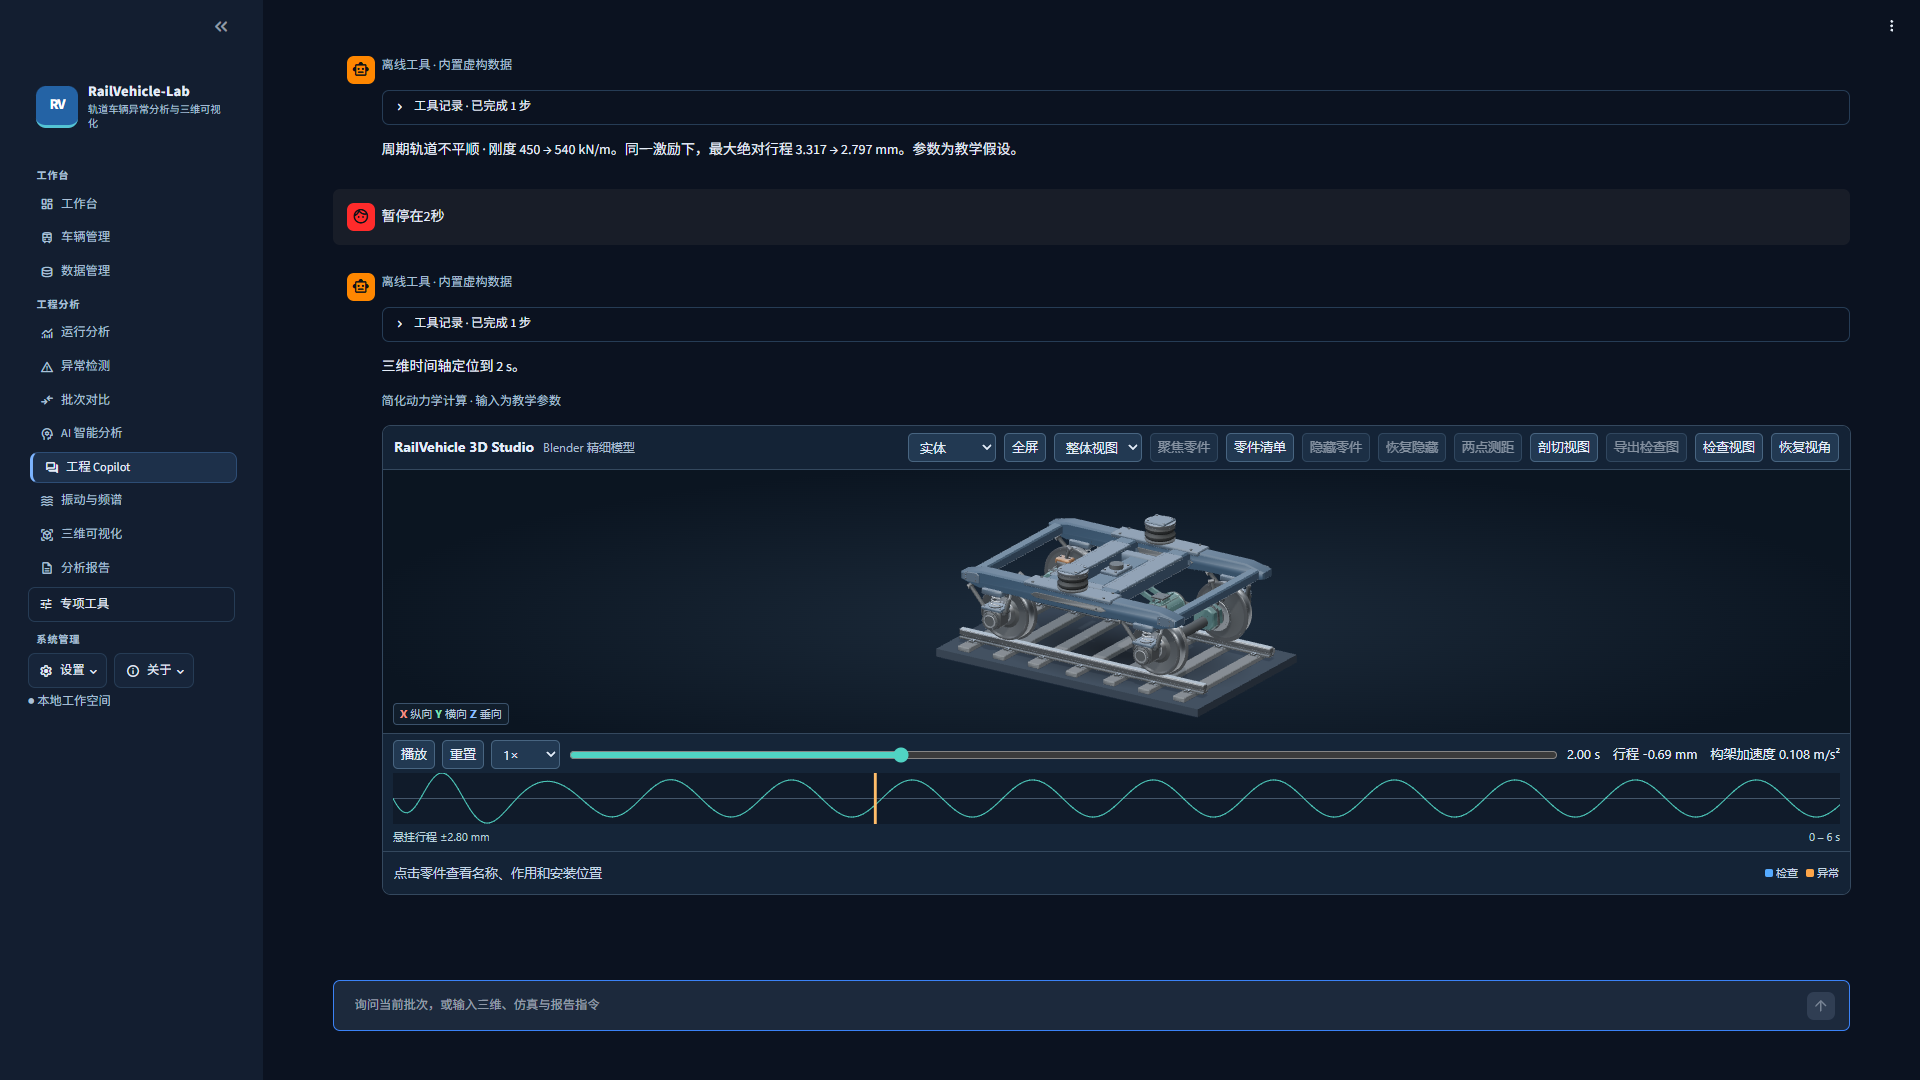 RV
RailVehicle-Lab
轨道车辆异常分析与三维可视
化
工作台
工作台
车辆管理
数据管理
工程分析
运行分析
异常检测
批次对比
AI 智能分析
工程 Copilot
振动与频谱
三维可视化
分析报告
专项工具
系统管理
设置
关于
本地工作空间
离线工具 · 内置虚构数据
工具记录 · 已完成 1 步
周期轨道不平顺 · 刚度 450 → 540 kN/m。同一激励下，最大绝对行程 3.317 → 2.797 mm。参数为教学假设。
暂停在2秒
离线工具 · 内置虚构数据
工具记录 · 已完成 1 步
三维时间轴定位到 2 s。
简化动力学计算 · 输入为教学参数
RailVehicle 3D Studio Blender 精细模型
实体 全屏 整体视图 聚焦零件 零件清单 隐藏零件 恢复隐藏 两点测距 剖切视图 导出检查图 检查视图 恢复视角
X 纵向 Y 横向 Z 垂向
播放 重置 1× 2.00 s 行程 -0.69 mm 构架加速度 0.108 m/s²
悬挂行程 ±2.80 mm 0 – 6 s
点击零件查看名称、作用和安装位置 检查 异常
询问当前批次，或输入三维、仿真与报告指令